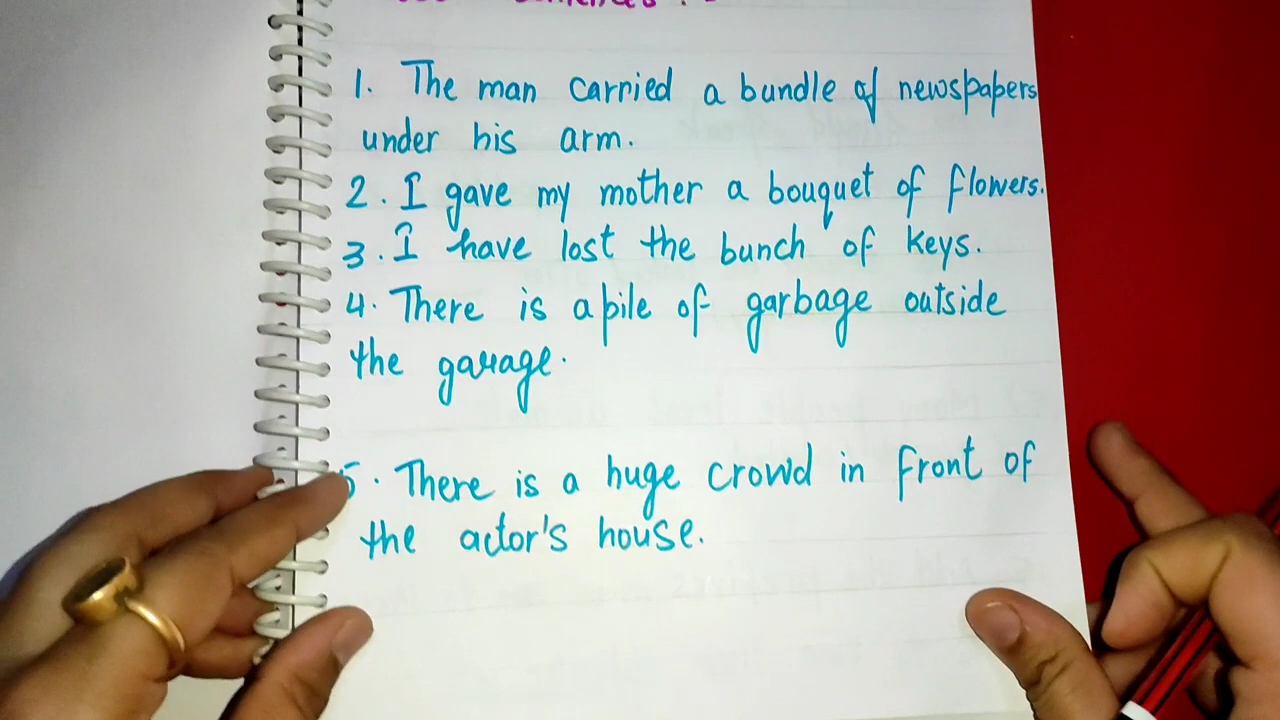 1. The man carried a bundle of newspapers
under his arm.
2. I gave my mother a bouquet of flowers.
3. I have lost the bunch of keys.
4. There is a pile of garbage outside
the garage.
5. There is a huge crowd in front of
the actor's house.